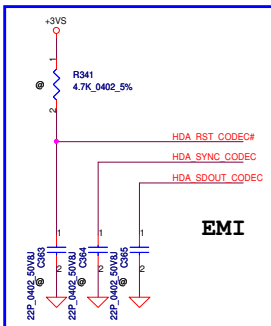 +3VS
1
R341
@
4.7K_0402_5%
2
HDA_RST_CODEC#
HDA_SYNC_CODEC
HDA_SDOUT_CODEC
EMI
1
1
1
22P_0402_50V8J
@
C363
2
22P_0402_50V8J
@
C364
2
22P_0402_50V8J
@
C365
2